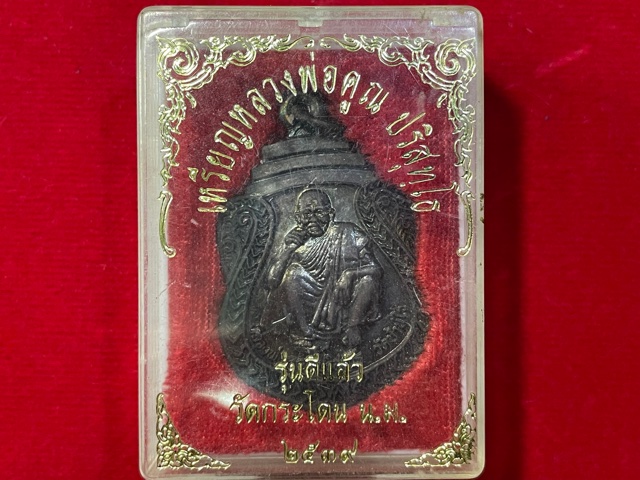 เหรียญหลวงพ่อคูณ ปริสุทฺโธ
รุ่นดีแล้ว
วัดกระโดน น.ม.
๒๕๓๙